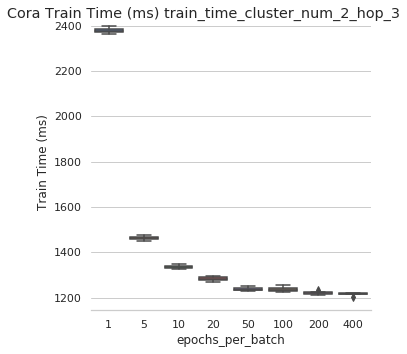 Cora Train Time (ms) train_time_cluster_num_2_hop_3
2400
2200
2000
1800
1600
1400
1200
Train Time (ms)
1 5 10 20 50 100 200 400
epochs_per_batch